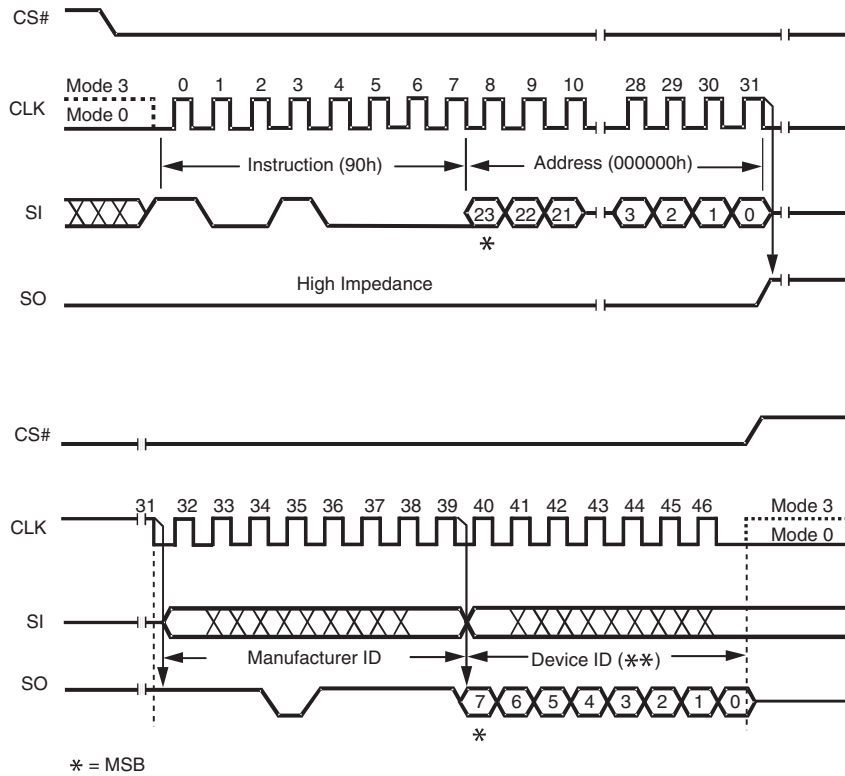 CS#
Mode 3 0 1 2 3 4 5 6 7 8 9 10 28 29 30 31
CLK
Mode 0
Instruction (90h) Address (000000h)
SI 23 22 21 3 2 1 0
*
High Impedance
SO
CS#
31 32 33 34 35 36 37 38 39 40 41 42 43 44 45 46 Mode 3
CLK
Mode 0
SI
Manufacturer ID Device ID (**)
SO 7 6 5 4 3 2 1 0
*
* = MSB